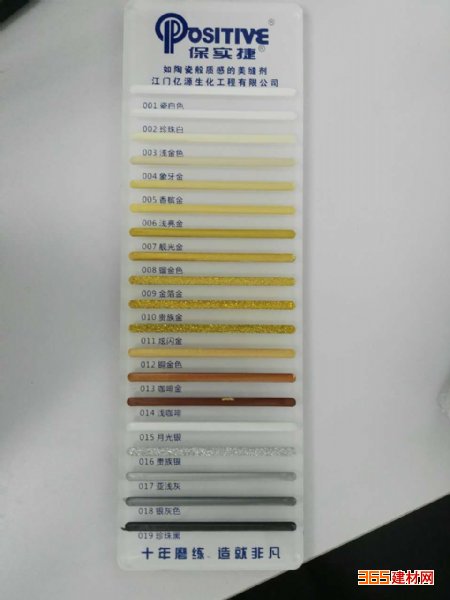 POSITIVE®
保实捷®
如陶瓷般质感的美缝剂
江门亿源生化工程有限公司
001 瓷白色
002 珍珠白
003 浅金色
004 象牙金
005 香槟金
006 浅亮金
007 靓光金
008 镏金色
009 金箔金
010 贵族金
011 炫闪金
012 铜金色
013 咖啡金
014 浅咖啡
015 月光银
016 贵族银
017 亚浅灰
018 银灰色
019 珍珠黑
十年磨练 造就非凡
365建材网